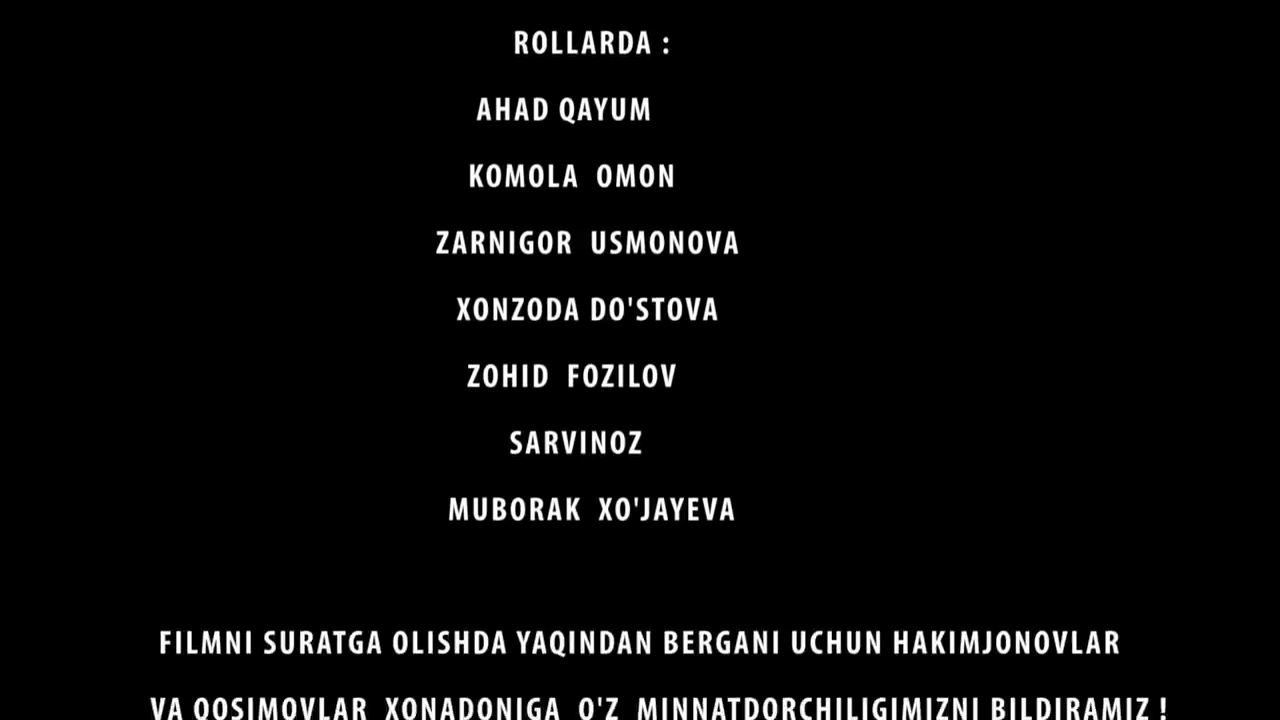 ROLLARDA :
AHAD QAYUM
KOMOLA OMON
ZARNIGOR USMONOVA
XONZODA DO'STOVA
ZOHID FOZILOV
SARVINOZ
MUBORAK XO'JAYEVA
FILMNI SURATGA OLISHDA YAQINDAN BERGANI UCHUN HAKIMJONOVLAR
VA QOSIMOVLAR XONADONIGA O'Z MINNATDORCHILIGIMIZNI BILDIRAMIZ !